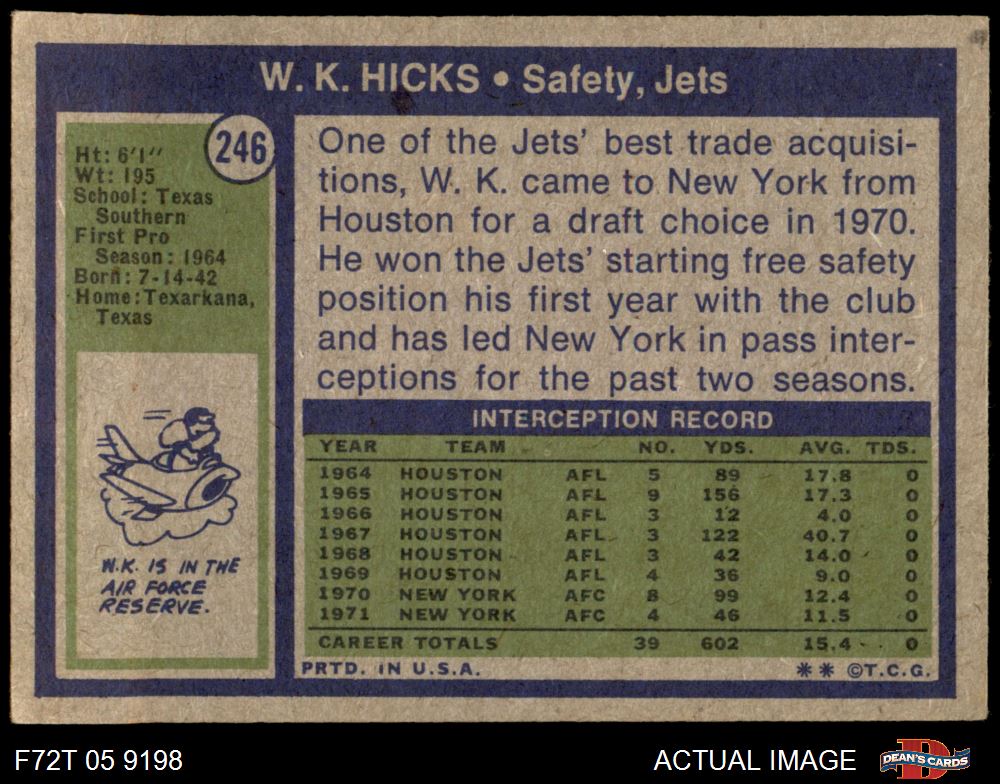 W. K. HICKS • Safety, Jets
246
Ht: 6'1''
Wt: 195
School: Texas
Southern
First Pro
Season: 1964
Born: 7-14-42
Home: Texarkana,
Texas
W.K. IS IN THE
AIR FORCE
RESERVE.
One of the Jets' best trade acquisi-
tions, W. K. came to New York from
Houston for a draft choice in 1970.
He won the Jets' starting free safety
position his first year with the club
and has led New York in pass inter-
ceptions for the past two seasons.
INTERCEPTION RECORD
YEAR TEAM NO. YDS. AVG. TDS.
1964 HOUSTON AFL 5 89 17.8 0
1965 HOUSTON AFL 9 156 17.3 0
1966 HOUSTON AFL 3 12 4.0 0
1967 HOUSTON AFL 3 122 40.7 0
1968 HOUSTON AFL 3 42 14.0 0
1969 HOUSTON AFL 4 36 9.0 0
1970 NEW YORK AFC 8 99 12.4 0
1971 NEW YORK AFC 4 46 11.5 0
CAREER TOTALS 39 602 15.4 0
PRTD. IN U.S.A. ** ©T.C.G.
F72T 05 9198 ACTUAL IMAGE DEAN'S CARDS